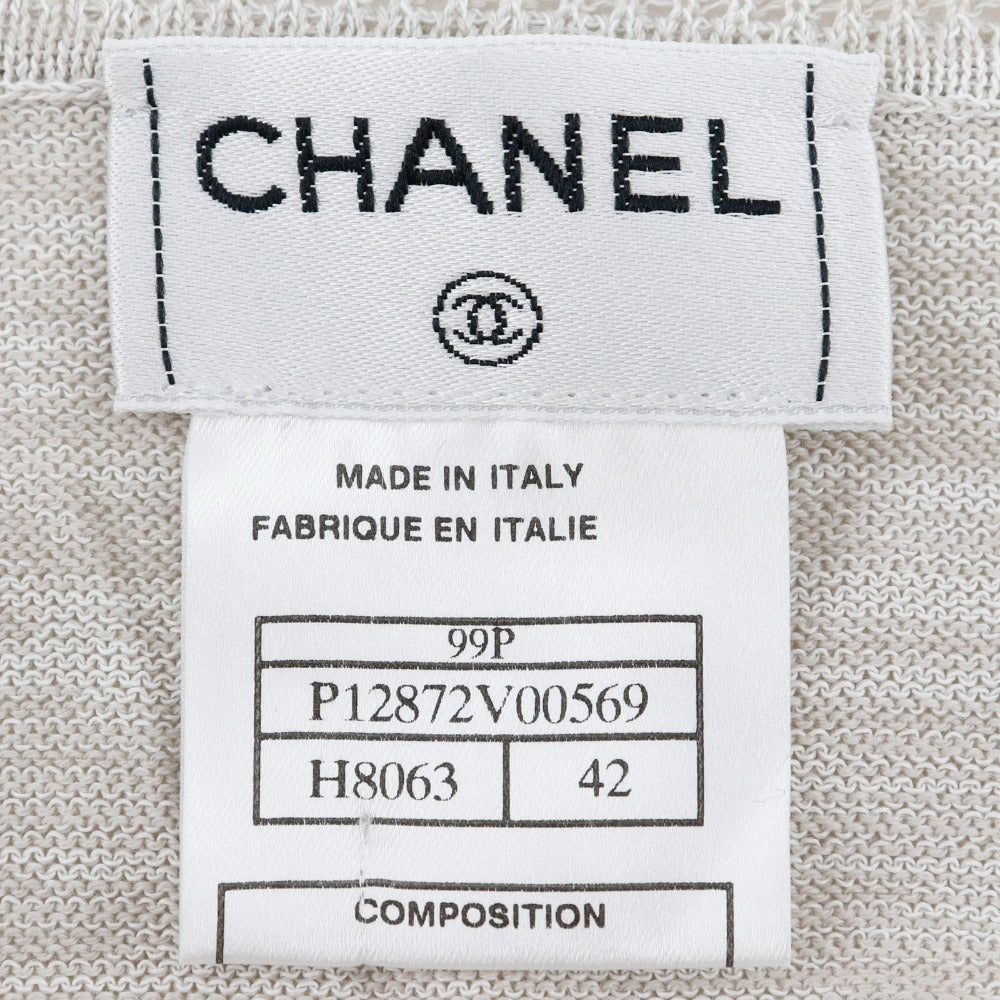 CHANEL
MADE IN ITALY
FABRIQUE EN ITALIE
99P
P12872V00569
H8063 42
COMPOSITION